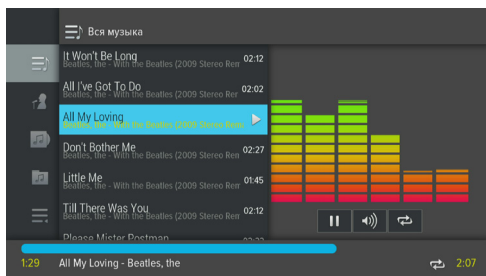 Вся музыка
It Won't Be Long
02:12
Beatles, the - With the Beatles (2009 Stereo Rem
All I've Got To Do
02:02
Beatles, the - With the Beatles (2009 Stereo Rer
All My Loving
Beatles, the - With the Beatles (2009 Stereo Rem
Don't Bother Me
02:27
Beatles, the - With the Beatles (2009 Stereo Rem
Little Me
01:45
Beatles, the - With the Beatles (2009 Stereo Rem
Till There Was You
02:12
Beatles, the - With the Beatles (2009 Stereo Rem
Please Mister Postman
1:29
All My Loving - Beatles, the
2:07